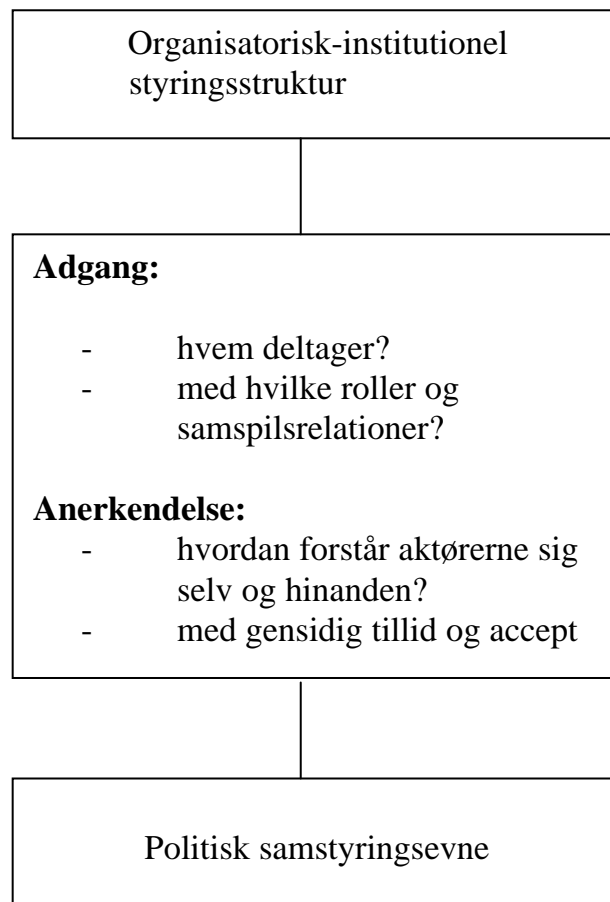 Organisatorisk-institutionel
styringsstruktur
Adgang:
- hvem deltager?
- med hvilke roller og
samspilsrelationer?
Anerkendelse:
- hvordan forstår aktørerne sig
selv og hinanden?
- med gensidig tillid og accept
Politisk samstyringsevne